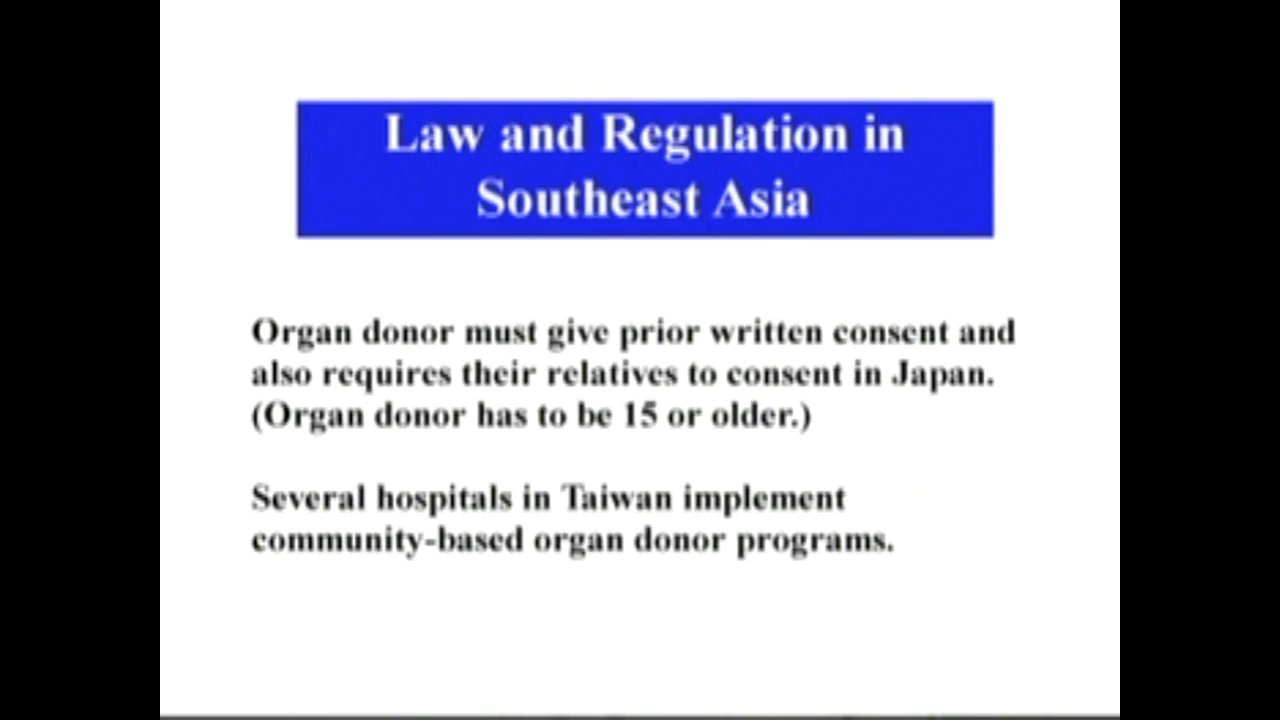 Law and Regulation in
Southeast Asia
Organ donor must give prior written consent and
also requires their relatives to consent in Japan.
(Organ donor has to be 15 or older.)
Several hospitals in Taiwan implement
community-based organ donor programs.